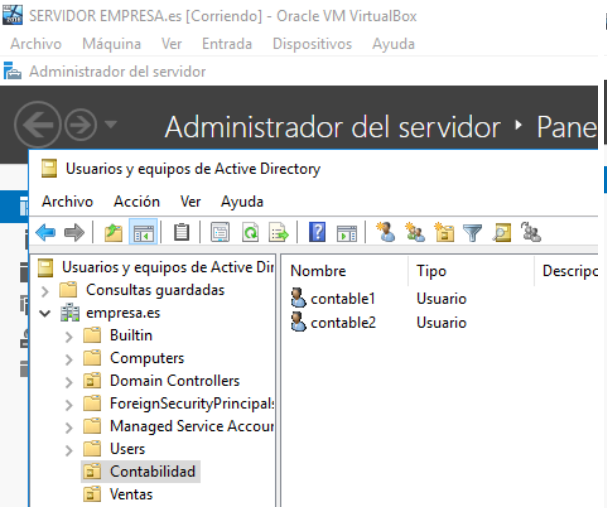 SERVIDOR EMPRESA.es [Corriendo] - Oracle VM VirtualBox
Archivo Máquina Ver Entrada Dispositivos Ayuda
Administrador del servidor
Administrador del servidor ‣ Pane
Usuarios y equipos de Active Directory
Archivo Acción Ver Ayuda
Usuarios y equipos de Active Dir
Nombre Tipo Descripc
Consultas guardadas
contable1 Usuario
empresa.es
contable2 Usuario
Builtin
Computers
Domain Controllers
ForeignSecurityPrincipals
Managed Service Accour
Users
Contabilidad
Ventas